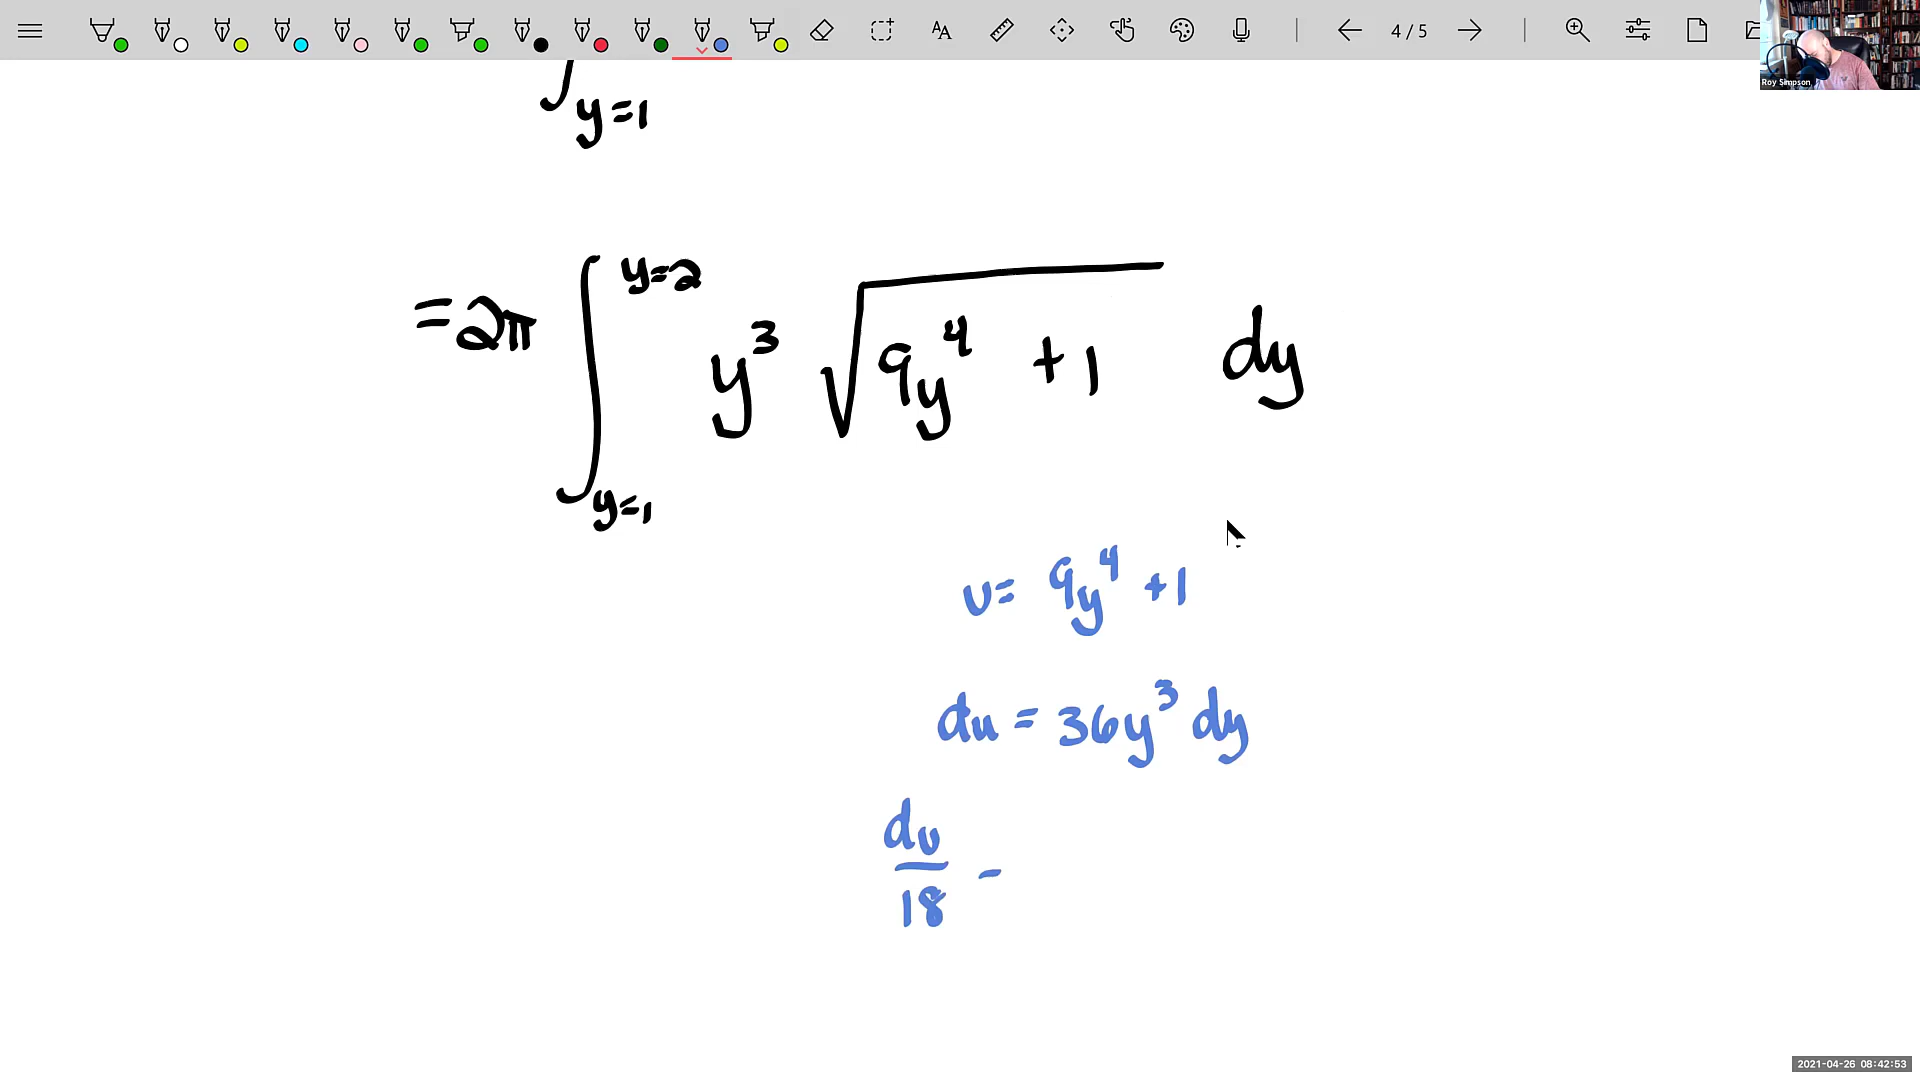 4/5
Roy Simpson
∫_{y=1}
= 2π ∫_{y=1}^{y=2} y³ √(9y⁴ + 1) dy
u = 9y⁴ + 1
du = 36y³ dy
du/18 -
2021-04-26 08:42:53